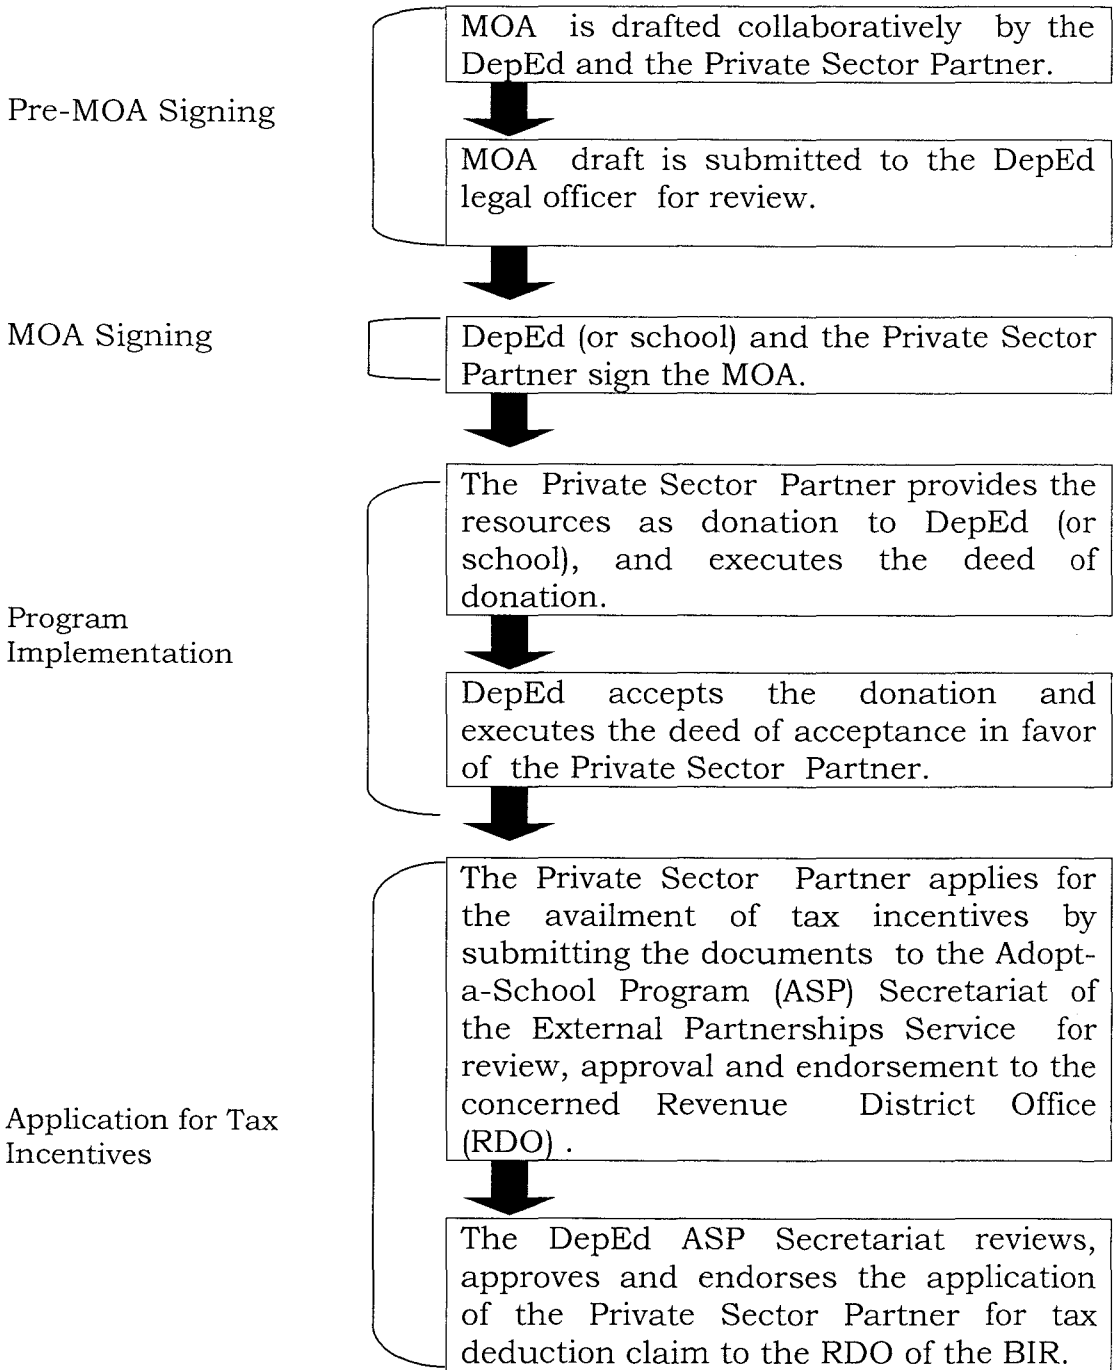 MOA is drafted collaboratively by the
DepEd and the Private Sector Partner.
Pre-MOA Signing
MOA draft is submitted to the DepEd
legal officer for review.
MOA Signing
DepEd (or school) and the Private Sector
Partner sign the MOA.
The Private Sector Partner provides the
resources as donation to DepEd (or
school), and executes the deed of
donation.
Program
Implementation
DepEd accepts the donation and
executes the deed of acceptance in favor
of the Private Sector Partner.
The Private Sector Partner applies for
the availment of tax incentives by
submitting the documents to the Adopt-
a-School Program (ASP) Secretariat of
the External Partnerships Service for
review, approval and endorsement to the
concerned Revenue District Office
(RDO) .
Application for Tax
Incentives
The DepEd ASP Secretariat reviews,
approves and endorses the application
of the Private Sector Partner for tax
deduction claim to the RDO of the BIR.